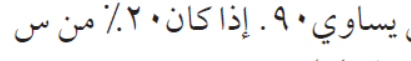 يساوي ٩٠. إذا كان ٢٠٪ من س